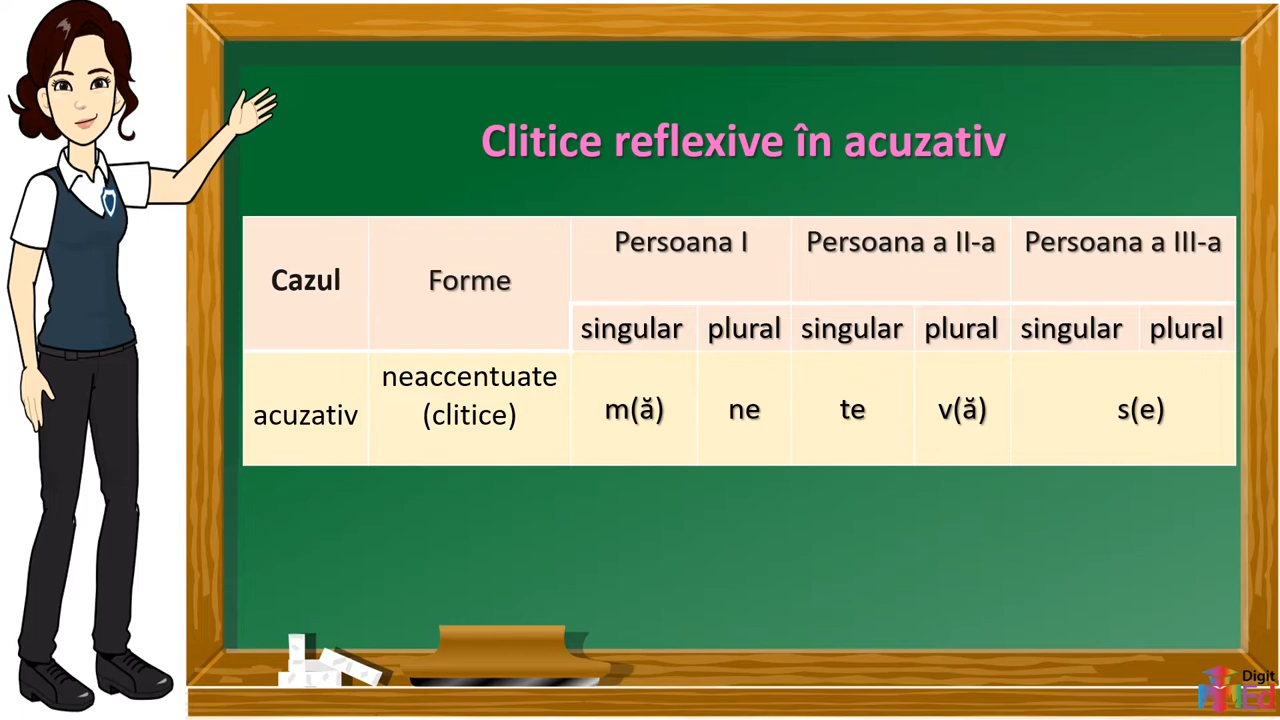 Clitice reflexive în acuzativ
Cazul Forme Persoana I Persoana a II-a Persoana a III-a
singular plural singular plural singular plural
acuzativ neaccentuate (clitice) m(ă) ne te v(ă) s(e)
Digit